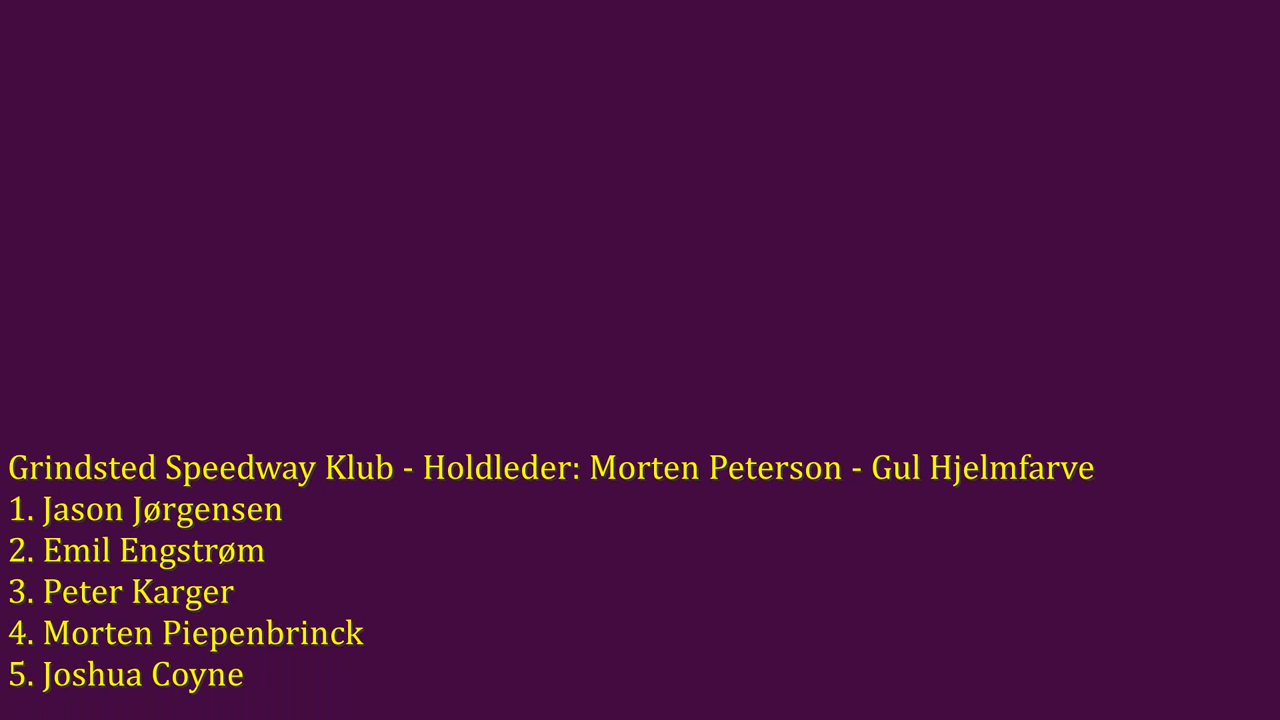 Grindsted Speedway Klub - Holdleder: Morten Peterson - Gul Hjelmfarve
1. Jason Jørgensen
2. Emil Engstrøm
3. Peter Karger
4. Morten Piepenbrinck
5. Joshua Coyne